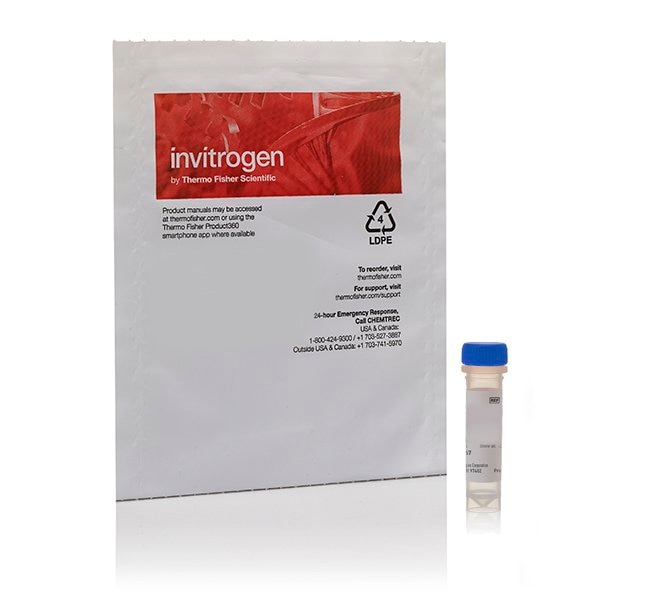 invitrogen
by Thermo Fisher Scientific
Product manuals may be accessed
at thermofisher.com or using the
Thermo Fisher Product360
smartphone app where available
4
LDPE
To reorder, visit
thermofisher.com
For support, visit
thermofisher.com/support
24-hour Emergency Response,
Call CHEMTREC
USA & Canada:
1-800-424-9300 / +1 703-527-3887
Outside USA & Canada: +1 703-741-5970
REF
Corporation
97402